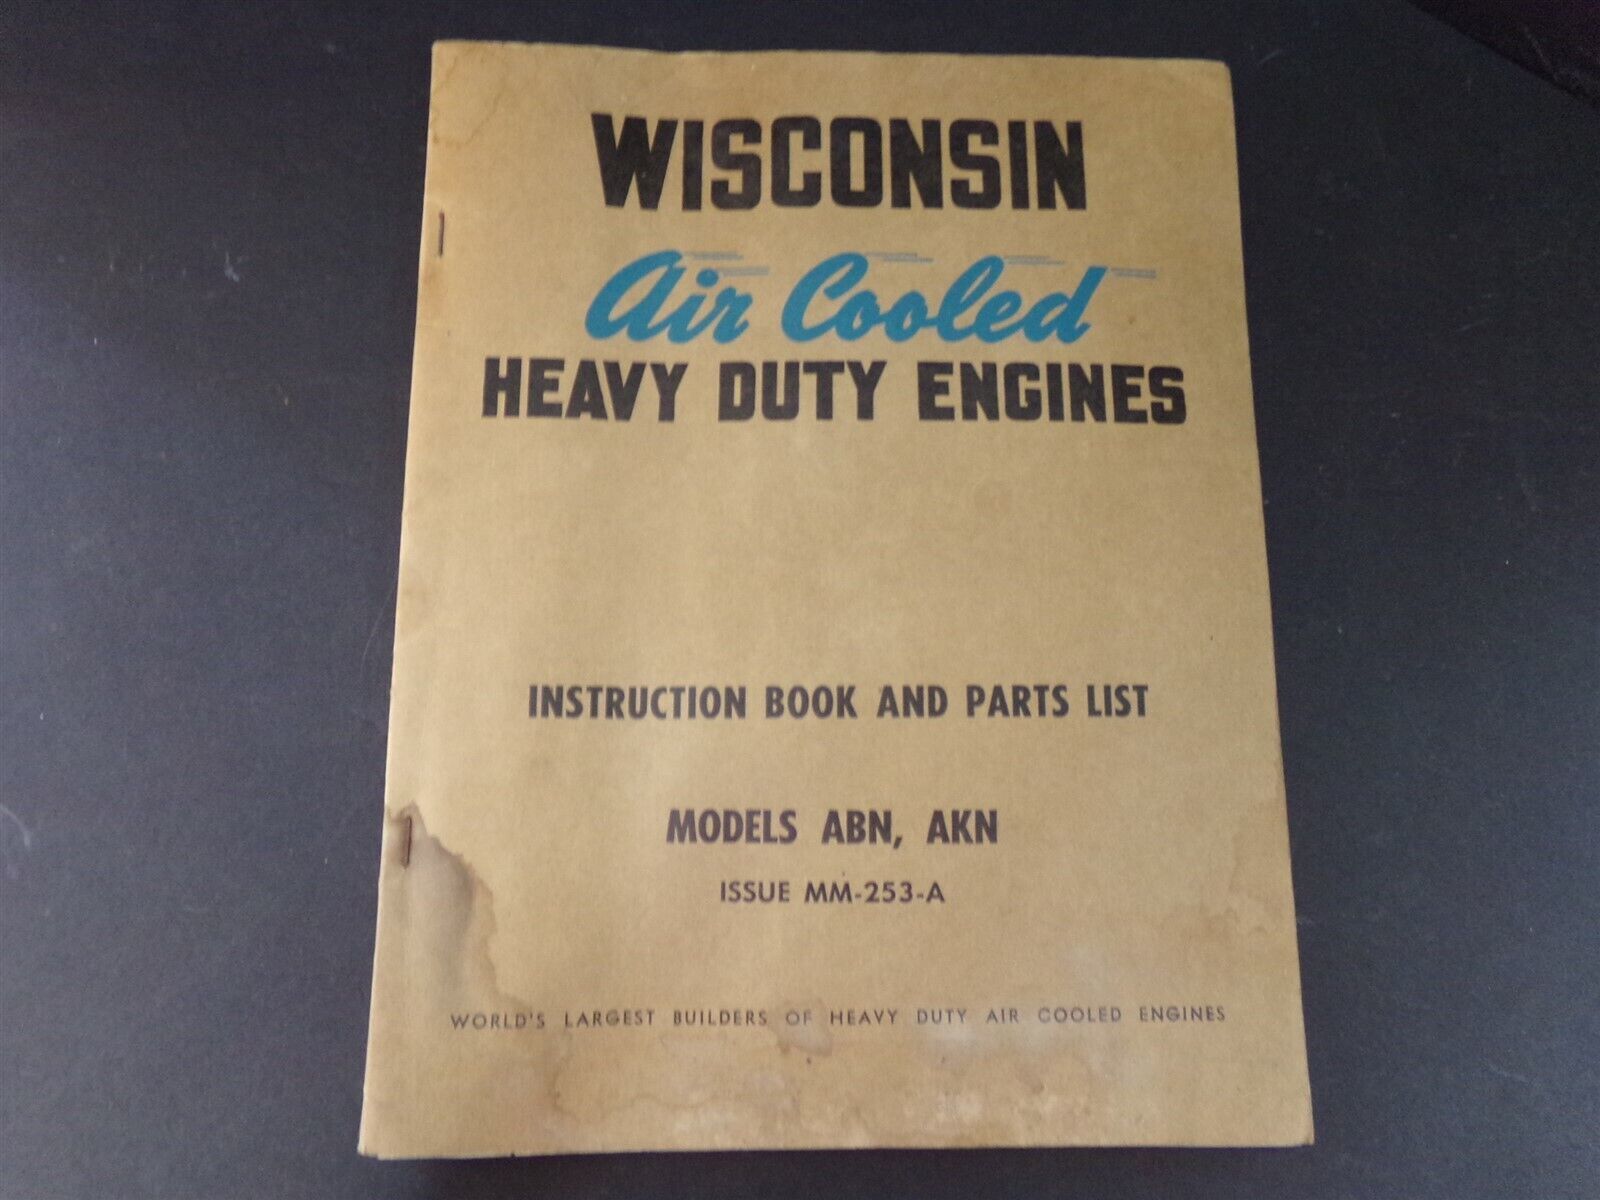 WISCONSIN
Air Cooled
HEAVY DUTY ENGINES
INSTRUCTION BOOK AND PARTS LIST
MODELS ABN, AKN
ISSUE MM-253-A
WORLD'S LARGEST BUILDERS OF HEAVY DUTY AIR COOLED ENGINES